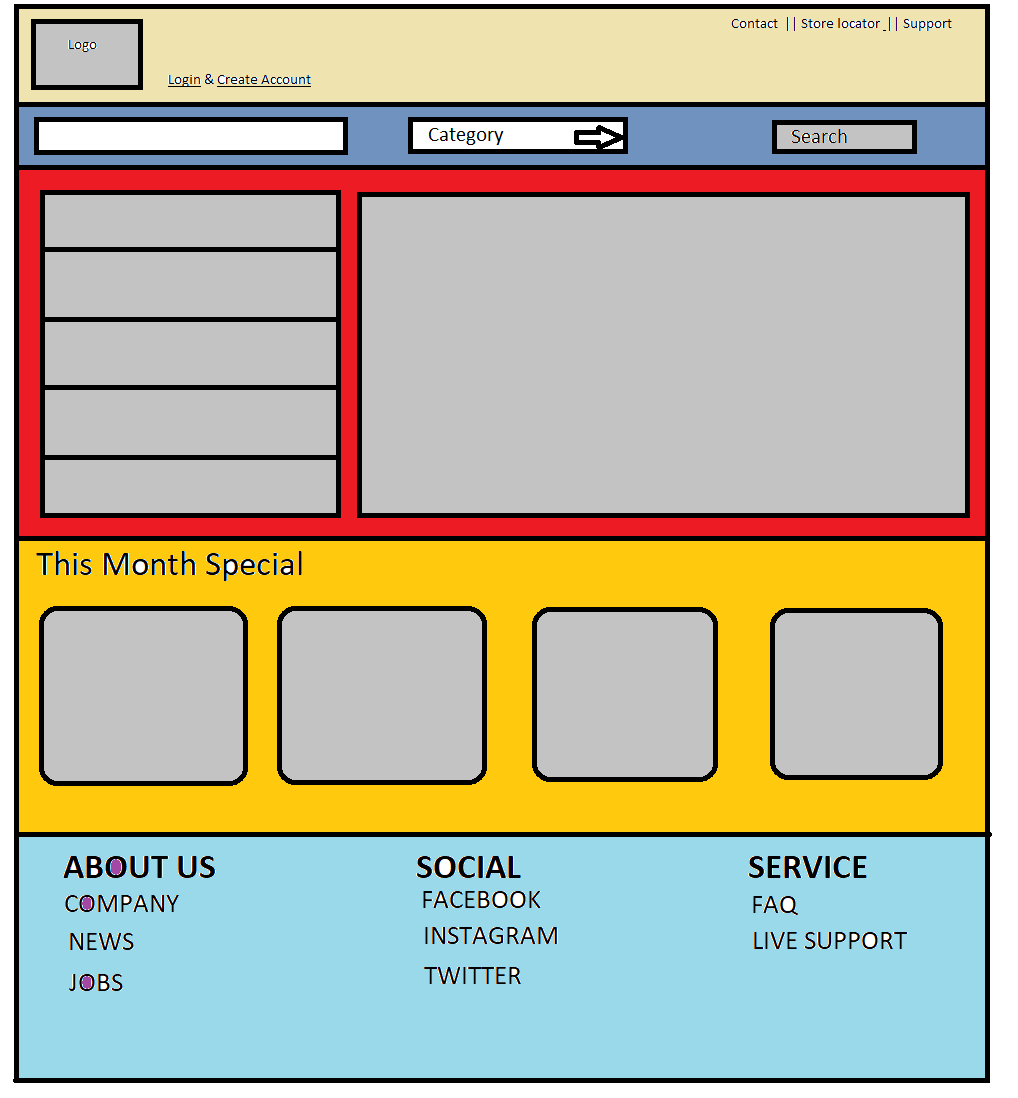 Contact || Store locator || Support
Logo
Login & Create Account
Category
Search
This Month Special
ABOUT US
COMPANY
NEWS
JOBS
SOCIAL
FACEBOOK
INSTAGRAM
TWITTER
SERVICE
FAQ
LIVE SUPPORT